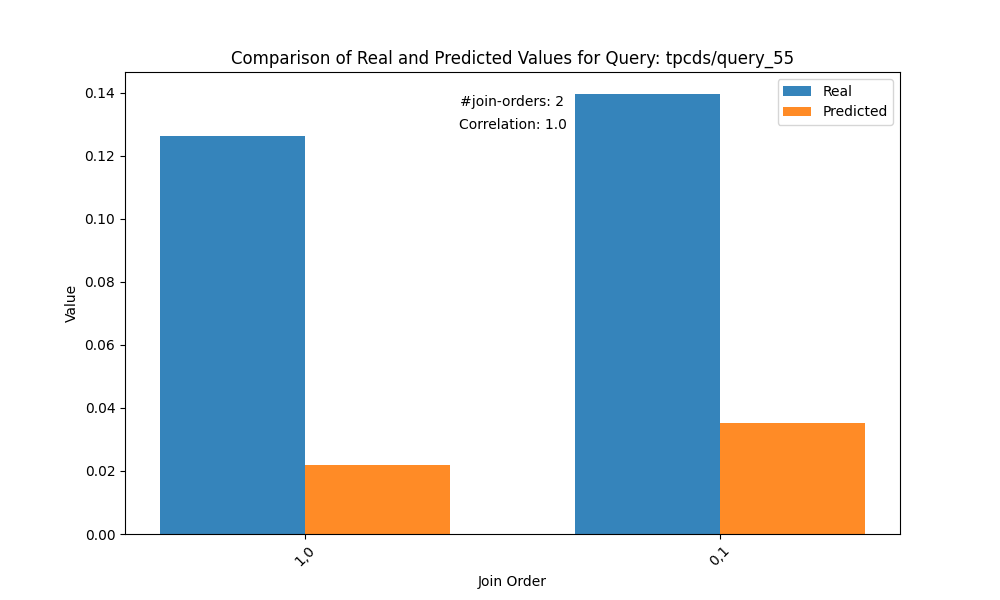 Comparison of Real and Predicted Values for Query: tpcds/query_55
#join-orders: 2
Correlation: 1.0
Real
Predicted
Value
0.14
0.12
0.10
0.08
0.06
0.04
0.02
0.00
1,0
0,1
Join Order